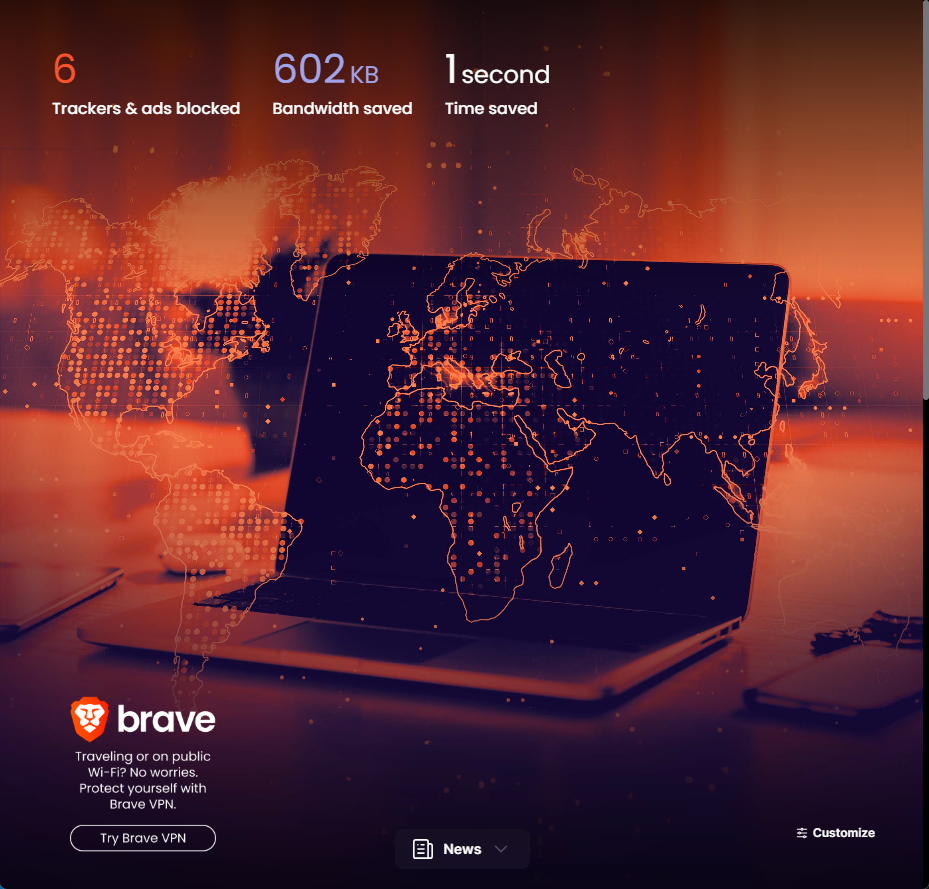 6
602 KB
1 second
Trackers & ads blocked
Bandwidth saved
Time saved
brave
Traveling or on public
Wi-Fi? No worries.
Protect yourself with
Brave VPN.
Try Brave VPN
News
Customize